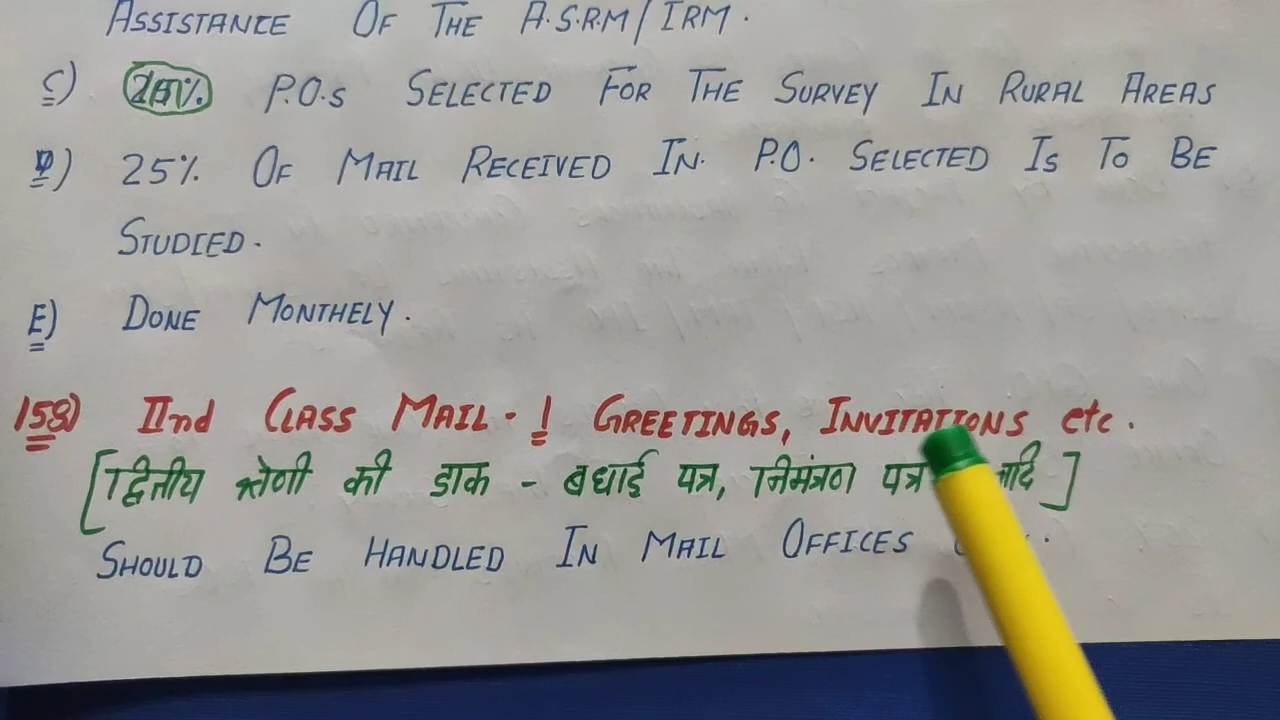 ASSISTANCE OF THE A.S.R.M/IRM.
C) P.O.s SELECTED FOR THE SURVEY IN RURAL AREAS
D) 25% OF MAIL RECEIVED IN P.O. SELECTED IS TO BE
STUDIED.
E) DONE MONTHELY.
158) IInd CLASS MAIL-! GREETINGS, INVITATIONS etc.
[द्वितीय श्रेणी की डाक - बधाई पत्र, निमंत्रण पत्र
SHOULD BE HANDLED IN MAIL OFFICES